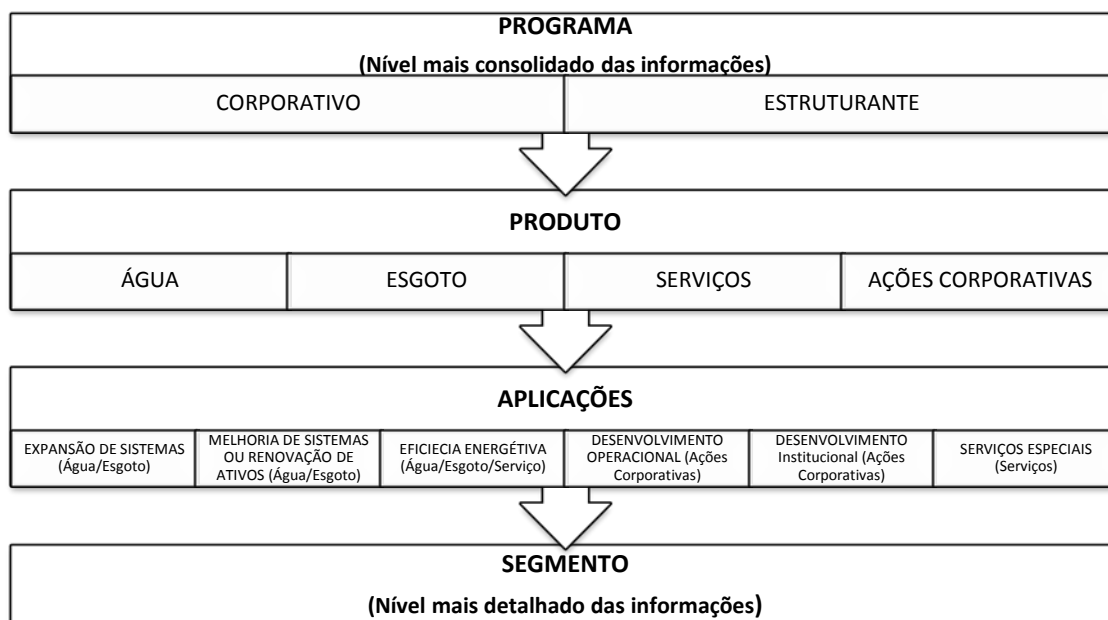 PROGRAMA
(Nível mais consolidado das informações)
CORPORATIVO
ESTRUTURANTE
PRODUTO
ÁGUA
ESGOTO
SERVIÇOS
AÇÕES CORPORATIVAS
APLICAÇÕES
EXPANSÃO DE SISTEMAS
(Água/Esgoto)
MELHORIA DE SISTEMAS
OU RENOVAÇÃO DE
ATIVOS (Água/Esgoto)
EFICIECIA ENERGÉTIVA
(Água/Esgoto/Serviço)
DESENVOLVIMENTO
OPERACIONAL (Ações
Corporativas)
DESENVOLVIMENTO
Institucional (Ações
Corporativas)
SERVIÇOS ESPECIAIS
(Serviços)
SEGMENTO
(Nível mais detalhado das informações)